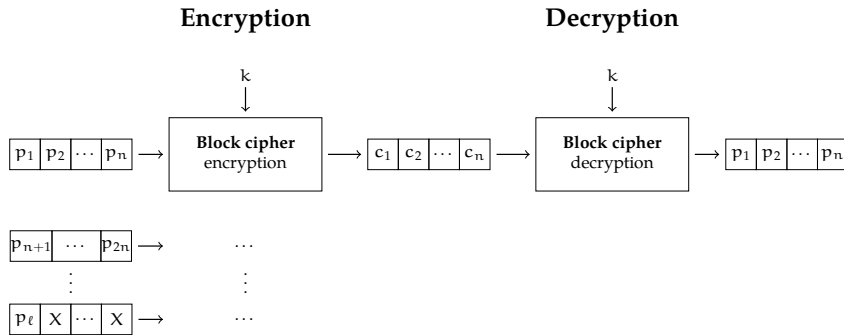 Encryption Decryption
k k
p₁ p₂ ⋯ pₙ → Block cipher encryption → c₁ c₂ ⋯ cₙ → Block cipher decryption → p₁ p₂ ⋯ pₙ
pₙ₊₁ ⋯ p₂ₙ → ⋯
⋮ ⋮
p_ℓ X ⋯ X → ⋯